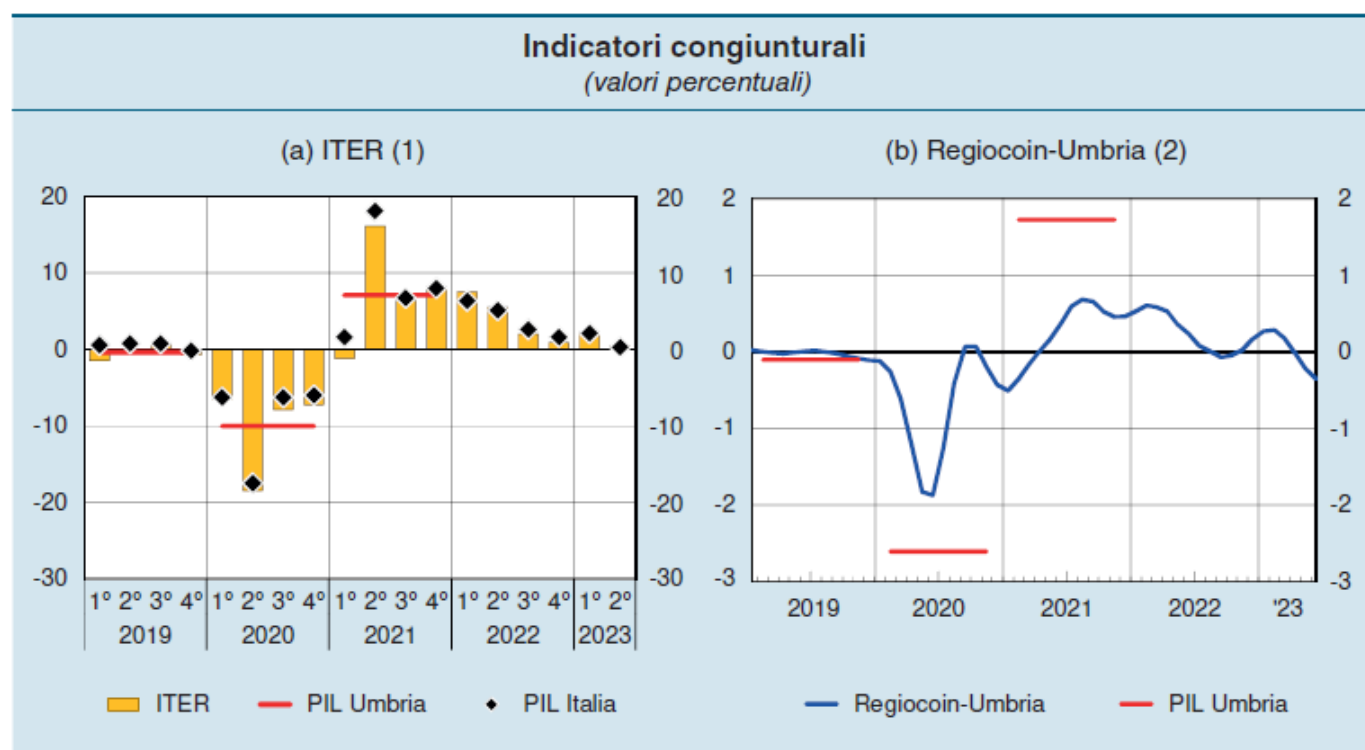 Indicatori congiunturali
(valori percentuali)
(a) ITER (1)
20 20
10 10
0 0
-10 -10
-20 -20
-30 -30
1° 2° 3° 4° 1° 2° 3° 4° 1° 2° 3° 4° 1° 2° 3° 4° 1° 2°
2019 2020 2021 2022 2023
ITER PIL Umbria PIL Italia
(b) Regiocoin-Umbria (2)
2 2
1 1
0 0
-1 -1
-2 -2
-3 -3
2019 2020 2021 2022 '23
Regiocoin-Umbria PIL Umbria